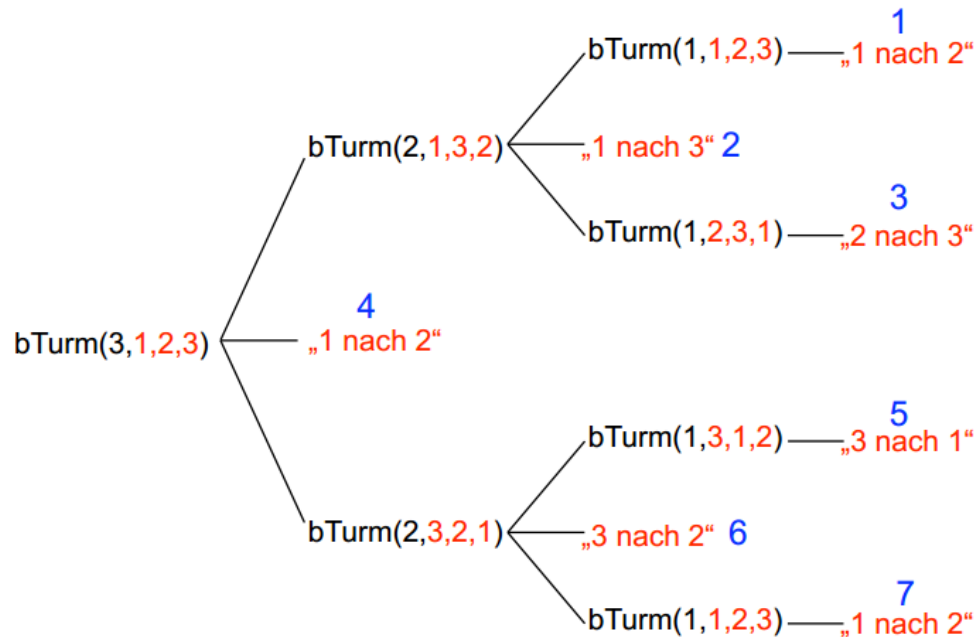 1
bTurm(1,1,2,3) „1 nach 2“
bTurm(2,1,3,2) „1 nach 3“ 2
3
bTurm(1,2,3,1) „2 nach 3“
4
bTurm(3,1,2,3) „1 nach 2“
5
bTurm(1,3,1,2) „3 nach 1“
bTurm(2,3,2,1) „3 nach 2“ 6
7
bTurm(1,1,2,3) „1 nach 2“